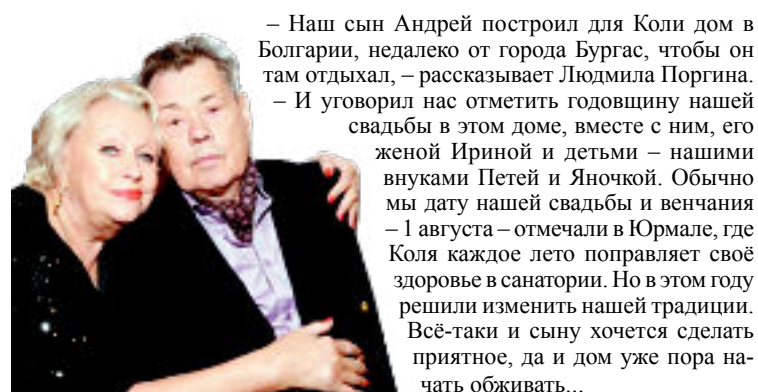 – Наш сын Андрей построил для Коли дом в
Болгарии, недалеко от города Бургас, чтобы он
там отдыхал, – рассказывает Людмила Поргина.
– И уговорил нас отметить годовщину нашей
свадьбы в этом доме, вместе с ним, его
женой Ириной и детьми – нашими
внуками Петей и Яночкой. Обычно
мы дату нашей свадьбы и венчания
– 1 августа – отмечали в Юрмале, где
Коля каждое лето поправляет своё
здоровье в санатории. Но в этом году
решили изменить нашей традиции.
Всё-таки и сыну хочется сделать
приятное, да и дом уже пора на-
чать обживать...